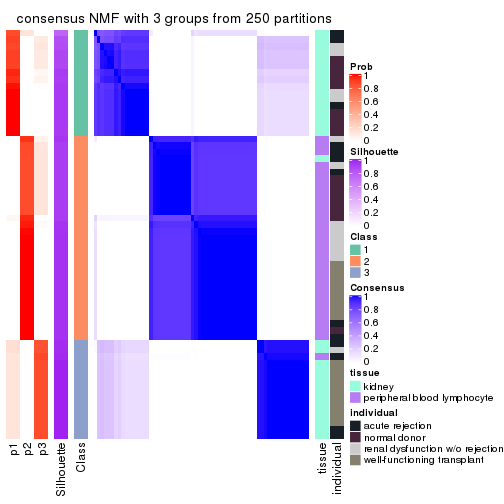 consensus NMF with 3 groups from 250 partitions
Prob
1
0.8
0.6
0.4
0.2
0
Silhouette
1
0.8
0.6
0.4
0.2
0
Class
1
2
3
Consensus
1
0.8
0.6
0.4
0.2
0
tissue
kidney
peripheral blood lymphocyte
individual
acute rejection
normal donor
renal dysfunction w/o rejection
well-functioning transplant
p1
p2
p3
Silhouette
Class
tissue
individual